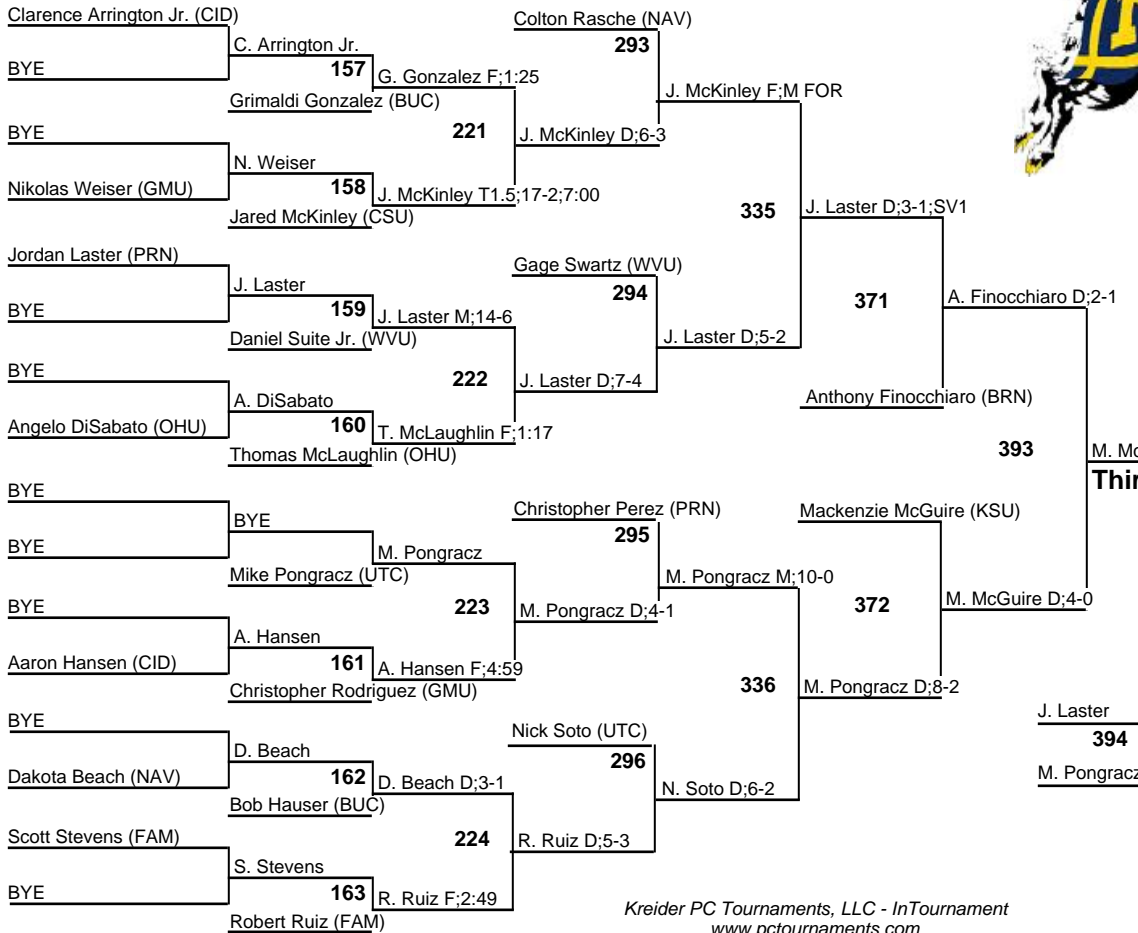 Clarence Arrington Jr. (CID)
BYE
BYE
Nikolas Weiser (GMU)
Jordan Laster (PRN)
BYE
BYE
Angelo DiSabato (OHU)
BYE
BYE
BYE
Aaron Hansen (CID)
BYE
Dakota Beach (NAV)
Scott Stevens (FAM)
BYE
C. Arrington Jr.
157
Grimaldi Gonzalez (BUC)
N. Weiser
158
Jared McKinley (CSU)
J. Laster
159
Daniel Suite Jr. (WVU)
A. DiSabato
160
Thomas McLaughlin (OHU)
BYE
Mike Pongracz (UTC)
A. Hansen
161
Christopher Rodriguez (GMU)
D. Beach
162
Bob Hauser (BUC)
S. Stevens
163
Robert Ruiz (FAM)
G. Gonzalez F;1:25
221
J. McKinley T1.5;17-2;7:00
J. Laster M;14-6
222
T. McLaughlin F;1:17
M. Pongracz
223
A. Hansen F;4:59
D. Beach D;3-1
224
R. Ruiz F;2:49
Colton Rasche (NAV)
293
J. McKinley D;6-3
Gage Swartz (WVU)
294
J. Laster D;7-4
Christopher Perez (PRN)
295
M. Pongracz D;4-1
Nick Soto (UTC)
296
R. Ruiz D;5-3
J. McKinley F;M FOR
335
J. Laster D;5-2
M. Pongracz M;10-0
336
N. Soto D;6-2
J. Laster D;3-1;SV1
371
Anthony Finocchiaro (BRN)
Mackenzie McGuire (KSU)
372
M. Pongracz D;8-2
A. Finocchiaro D;2-1
393
M. McGuire D;4-0
J. Laster
394
M. Pongracz
Kreider PC Tournaments, LLC - InTournament
www.pctournaments.com